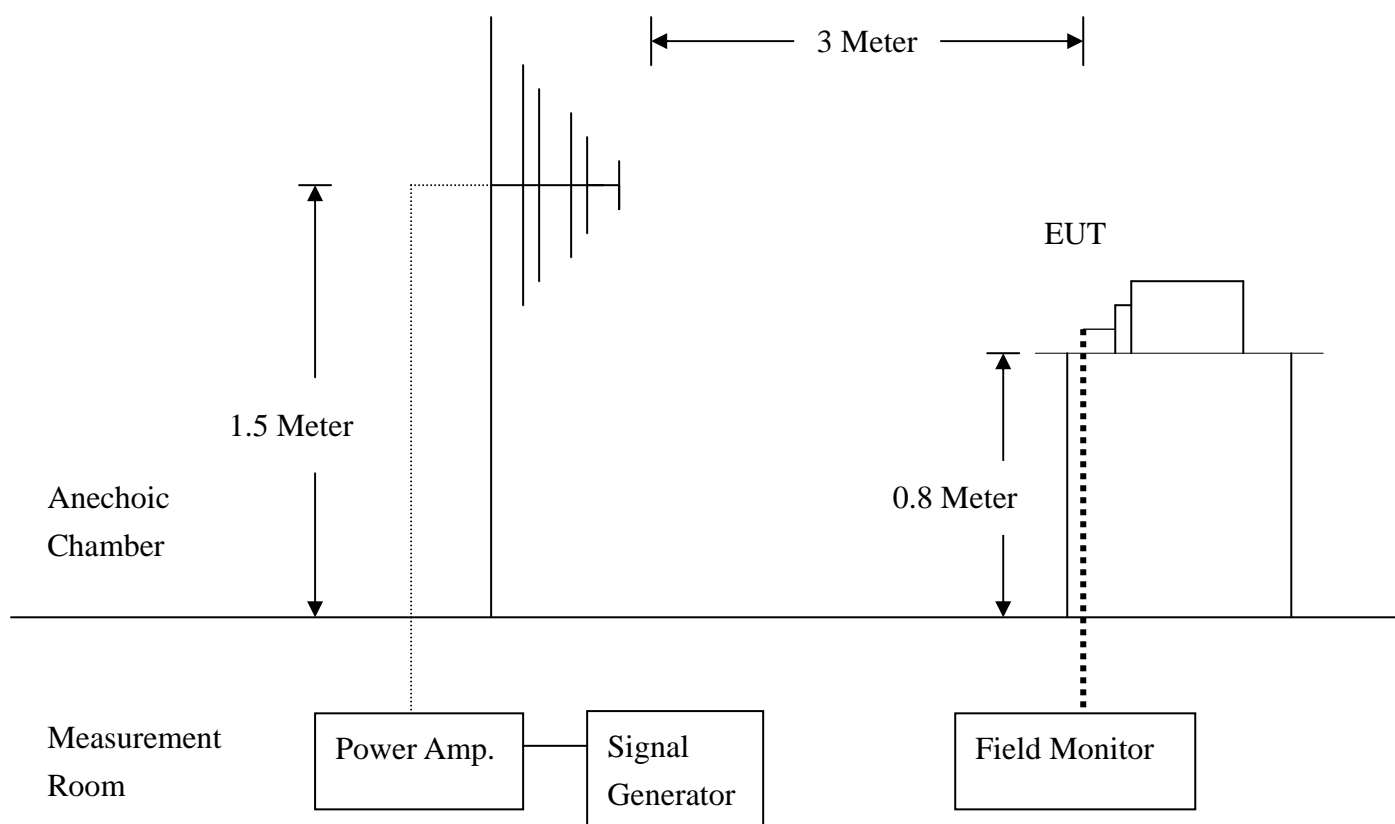 3 Meter
EUT
1.5 Meter
0.8 Meter
Anechoic
Chamber
Measurement
Room
Power Amp.
Signal
Generator
Field Monitor